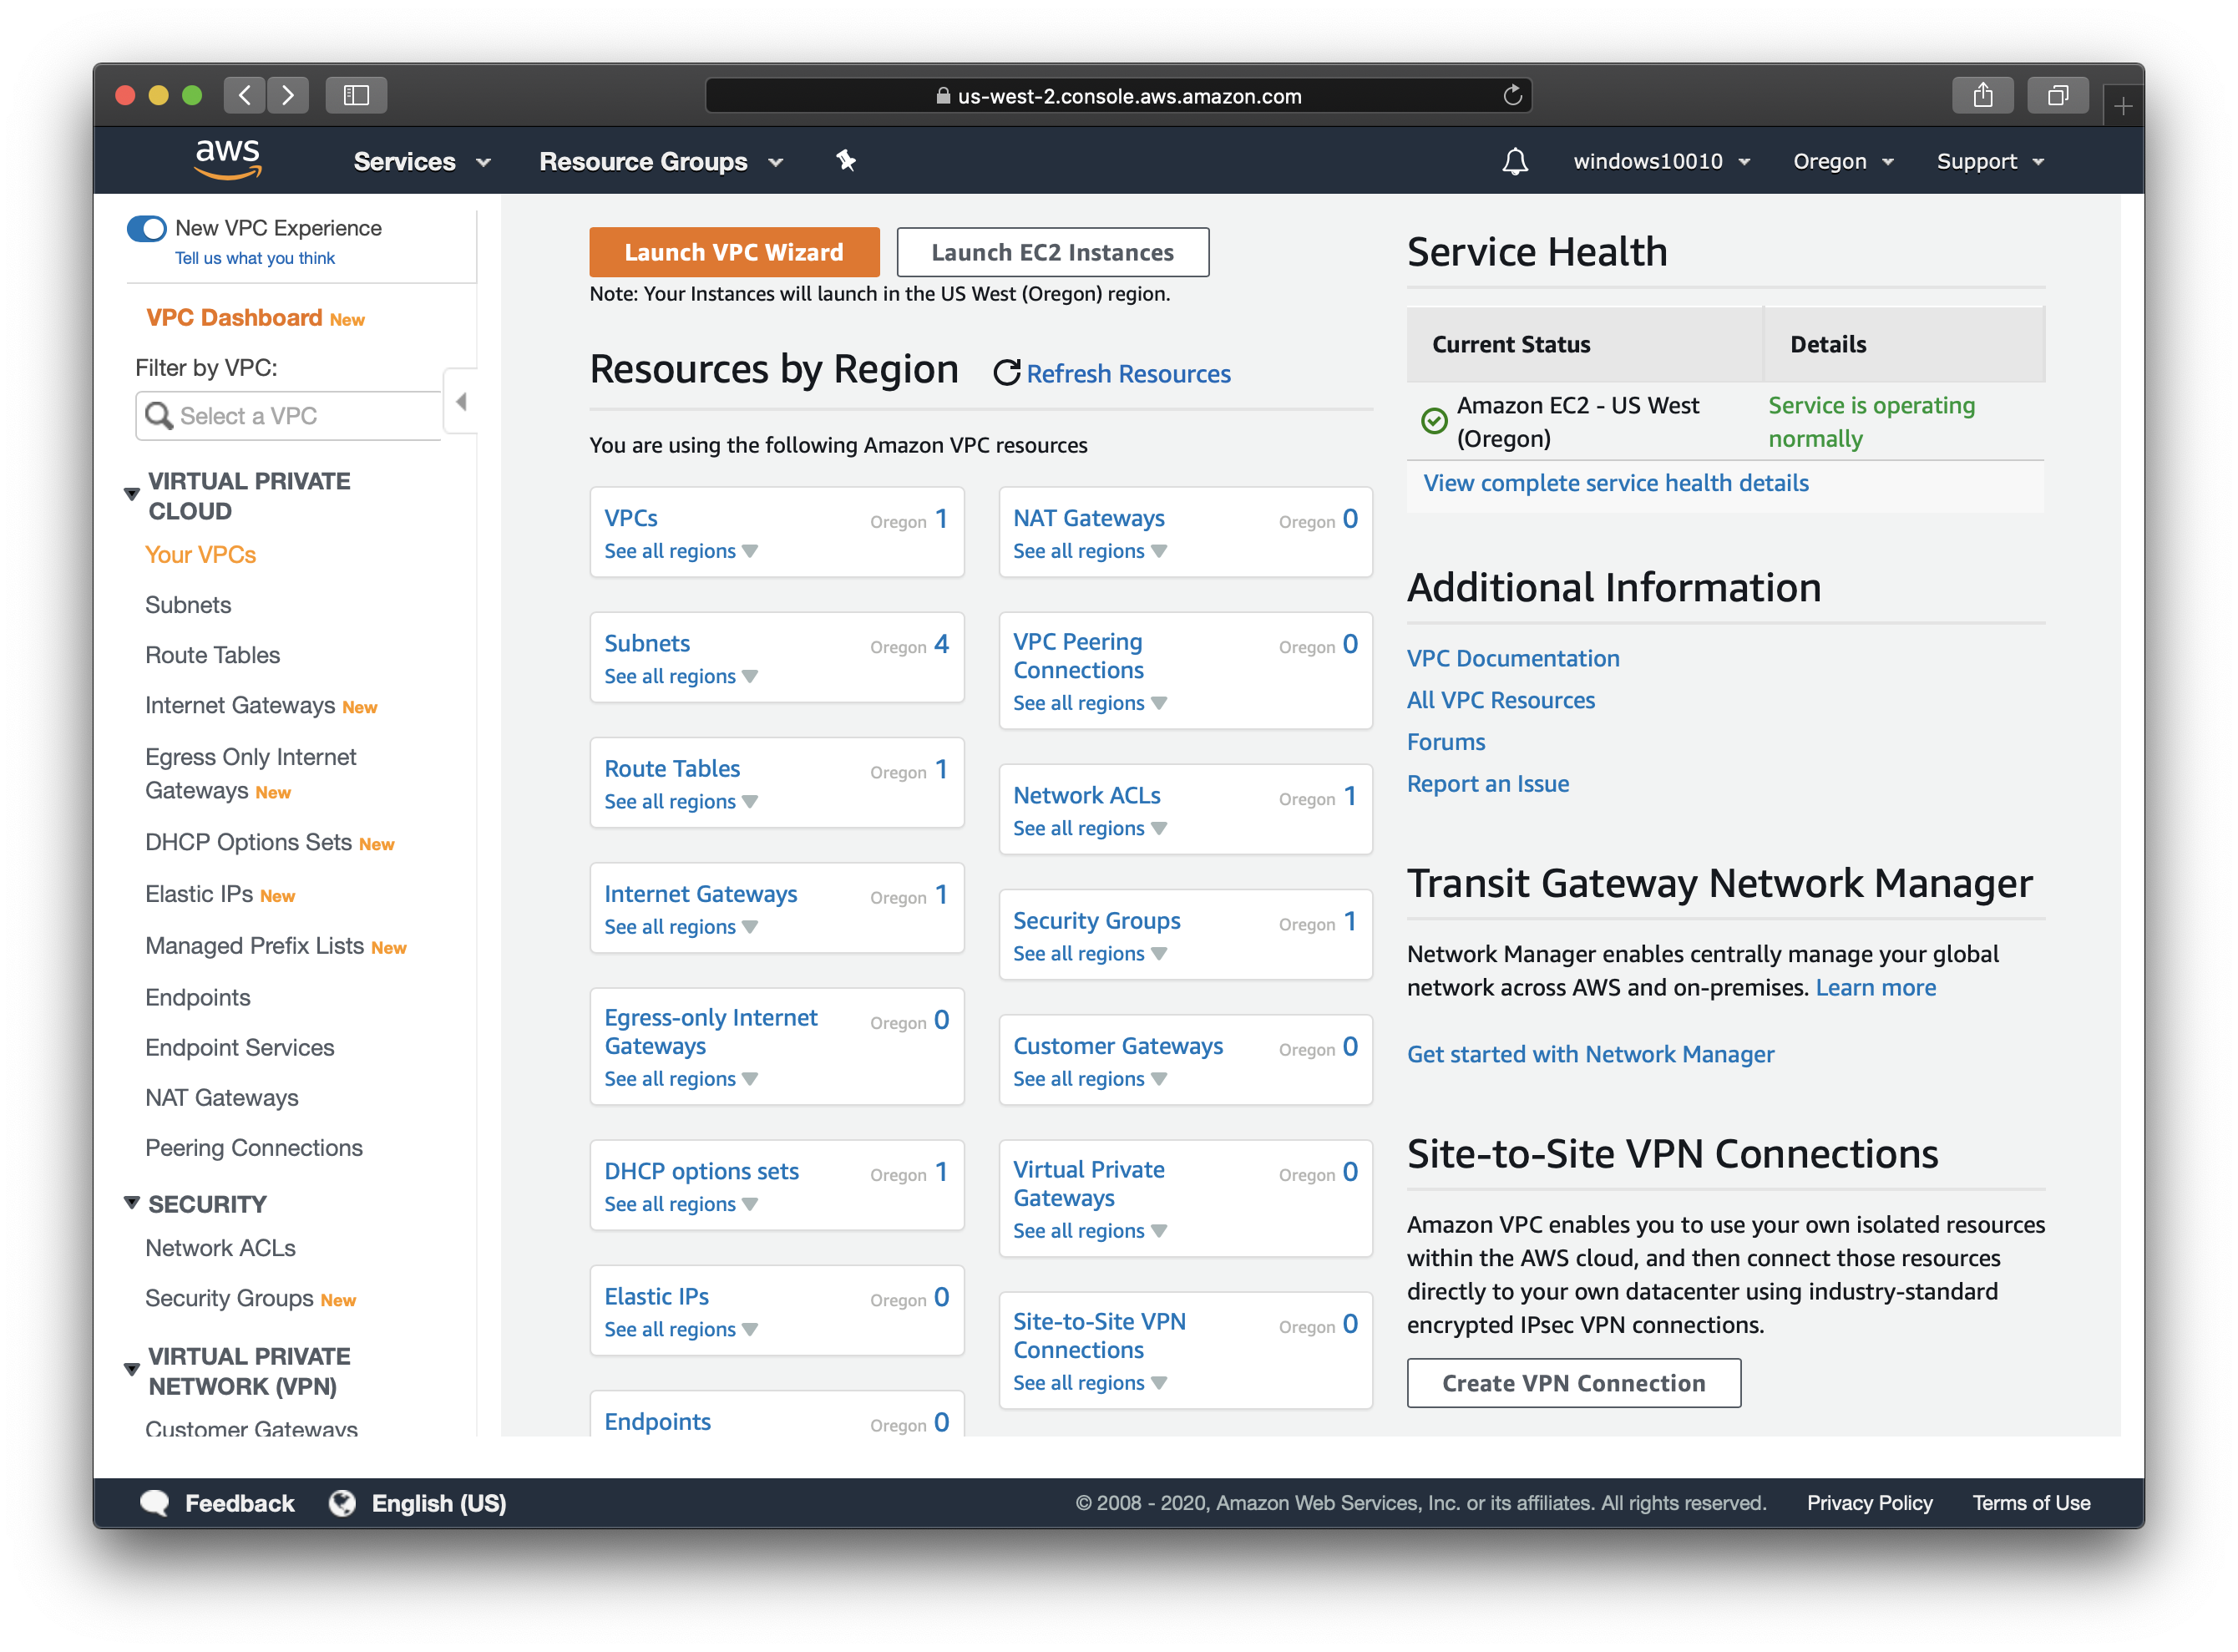 us-west-2.console.aws.amazon.com
aws
Services
Resource Groups
windows10010
Oregon
Support
New VPC Experience
Tell us what you think
VPC Dashboard New
Filter by VPC:
Select a VPC
VIRTUAL PRIVATE
CLOUD
Your VPCs
Subnets
Route Tables
Internet Gateways New
Egress Only Internet
Gateways New
DHCP Options Sets New
Elastic IPs New
Managed Prefix Lists New
Endpoints
Endpoint Services
NAT Gateways
Peering Connections
SECURITY
Network ACLs
Security Groups New
VIRTUAL PRIVATE
NETWORK (VPN)
Customer Gateways
Launch VPC Wizard
Launch EC2 Instances
Note: Your Instances will launch in the US West (Oregon) region.
Resources by Region
Refresh Resources
You are using the following Amazon VPC resources
VPCs Oregon 1
See all regions
Subnets Oregon 4
See all regions
Route Tables Oregon 1
See all regions
Internet Gateways Oregon 1
See all regions
Egress-only Internet Oregon 0
Gateways
See all regions
DHCP options sets Oregon 1
See all regions
Elastic IPs Oregon 0
See all regions
Endpoints Oregon 0
NAT Gateways Oregon 0
See all regions
VPC Peering Oregon 0
Connections
See all regions
Network ACLs Oregon 1
See all regions
Security Groups Oregon 1
See all regions
Customer Gateways Oregon 0
See all regions
Virtual Private Oregon 0
Gateways
See all regions
Site-to-Site VPN Oregon 0
Connections
See all regions
Service Health
Current Status Details
Amazon EC2 - US West Service is operating
(Oregon) normally
View complete service health details
Additional Information
VPC Documentation
All VPC Resources
Forums
Report an Issue
Transit Gateway Network Manager
Network Manager enables centrally manage your global
network across AWS and on-premises. Learn more
Get started with Network Manager
Site-to-Site VPN Connections
Amazon VPC enables you to use your own isolated resources
within the AWS cloud, and then connect those resources
directly to your own datacenter using industry-standard
encrypted IPsec VPN connections.
Create VPN Connection
Feedback
English (US)
© 2008 - 2020, Amazon Web Services, Inc. or its affiliates. All rights reserved.
Privacy Policy
Terms of Use